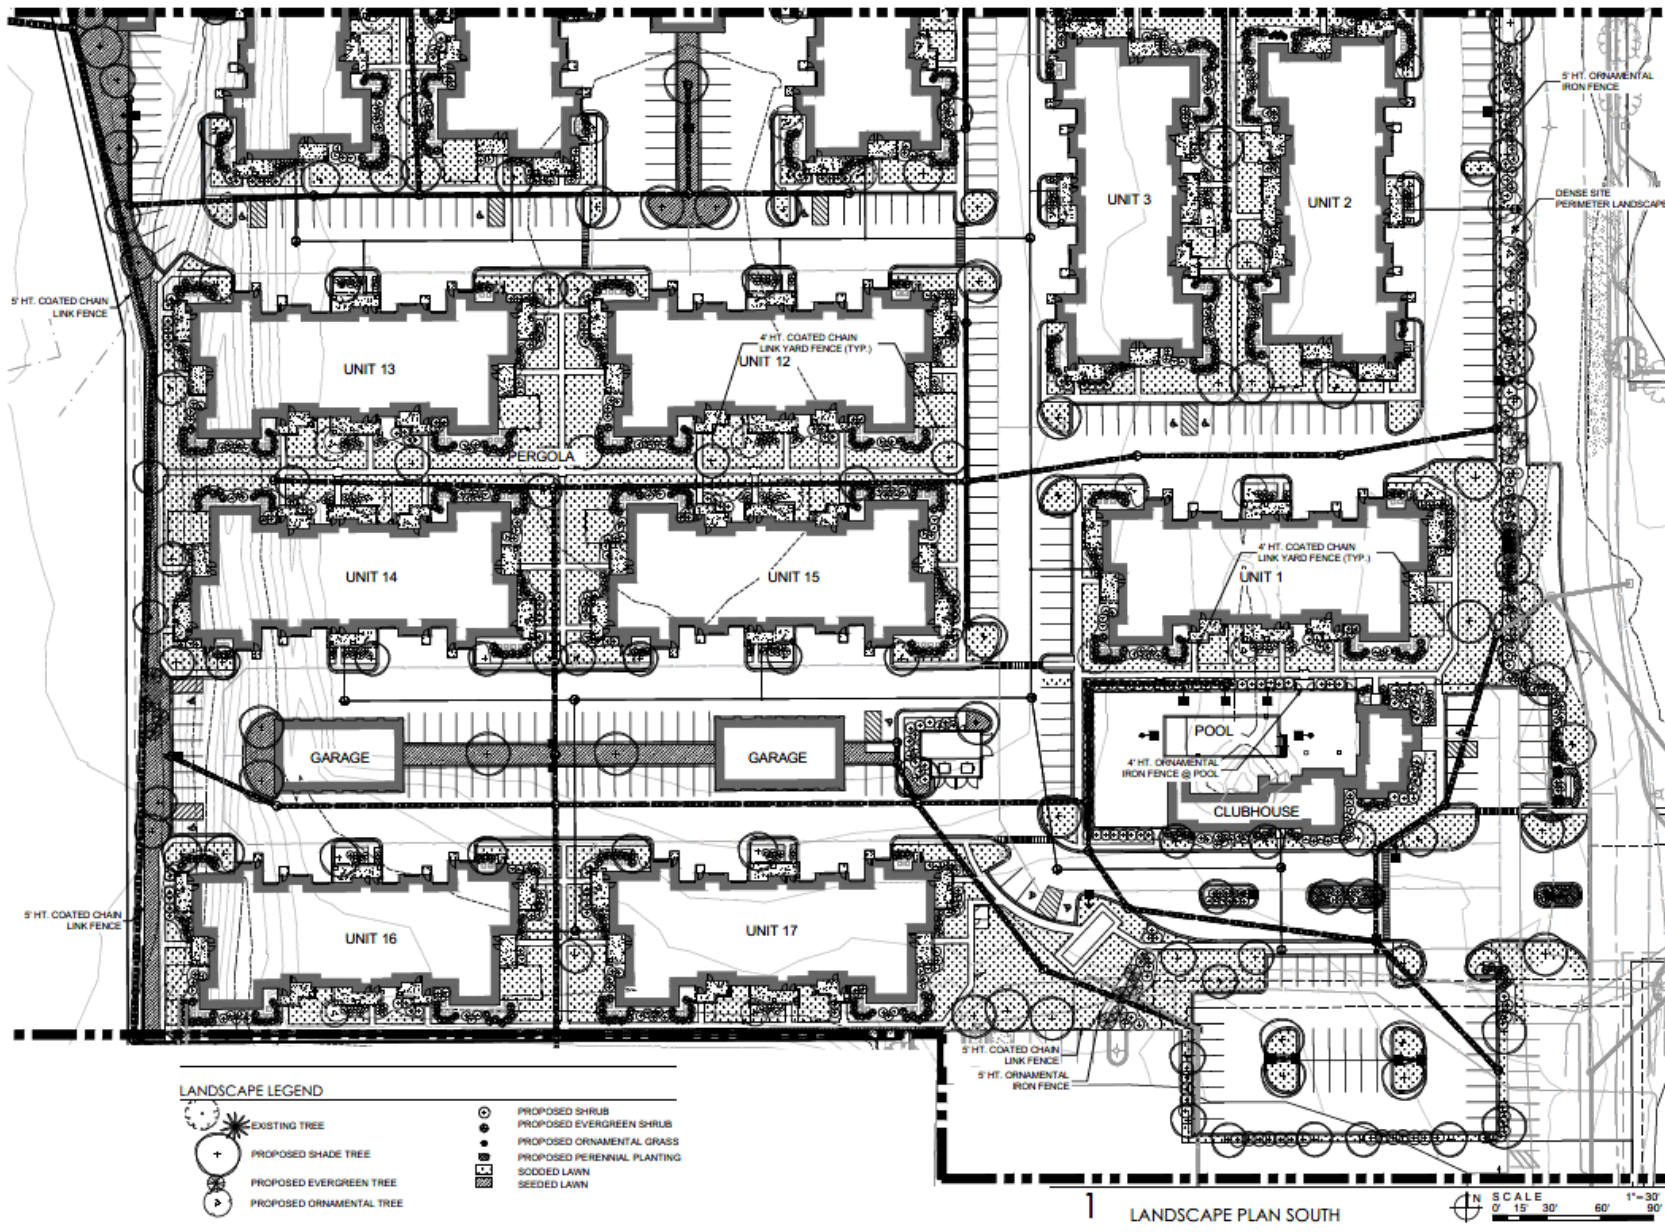 5' HT. ORNAMENTAL
IRON FENCE
UNIT 3
UNIT 2
DENSE SITE
PERIMETER LANDSCAPE
5' HT. COATED CHAIN
LINK FENCE
4' HT. COATED CHAIN
LINK YARD FENCE (TYP.)
UNIT 13
UNIT 12
PERGOLA
4' HT. COATED CHAIN
LINK YARD FENCE (TYP.)
UNIT 14
UNIT 15
UNIT 1
POOL
GARAGE
GARAGE
4' HT. ORNAMENTAL
IRON FENCE @ POOL
CLUBHOUSE
5' HT. COATED CHAIN
LINK FENCE
UNIT 16
UNIT 17
5' HT. COATED CHAIN
LINK FENCE
5' HT. ORNAMENTAL
IRON FENCE
LANDSCAPE LEGEND
EXISTING TREE
PROPOSED SHADE TREE
PROPOSED EVERGREEN TREE
PROPOSED ORNAMENTAL TREE
PROPOSED SHRUB
PROPOSED EVERGREEN SHRUB
PROPOSED ORNAMENTAL GRASS
PROPOSED PERENNIAL PLANTING
SODDED LAWN
SEEDED LAWN
1 LANDSCAPE PLAN SOUTH
N
SCALE 1"=30'
0' 15' 30' 60' 90'